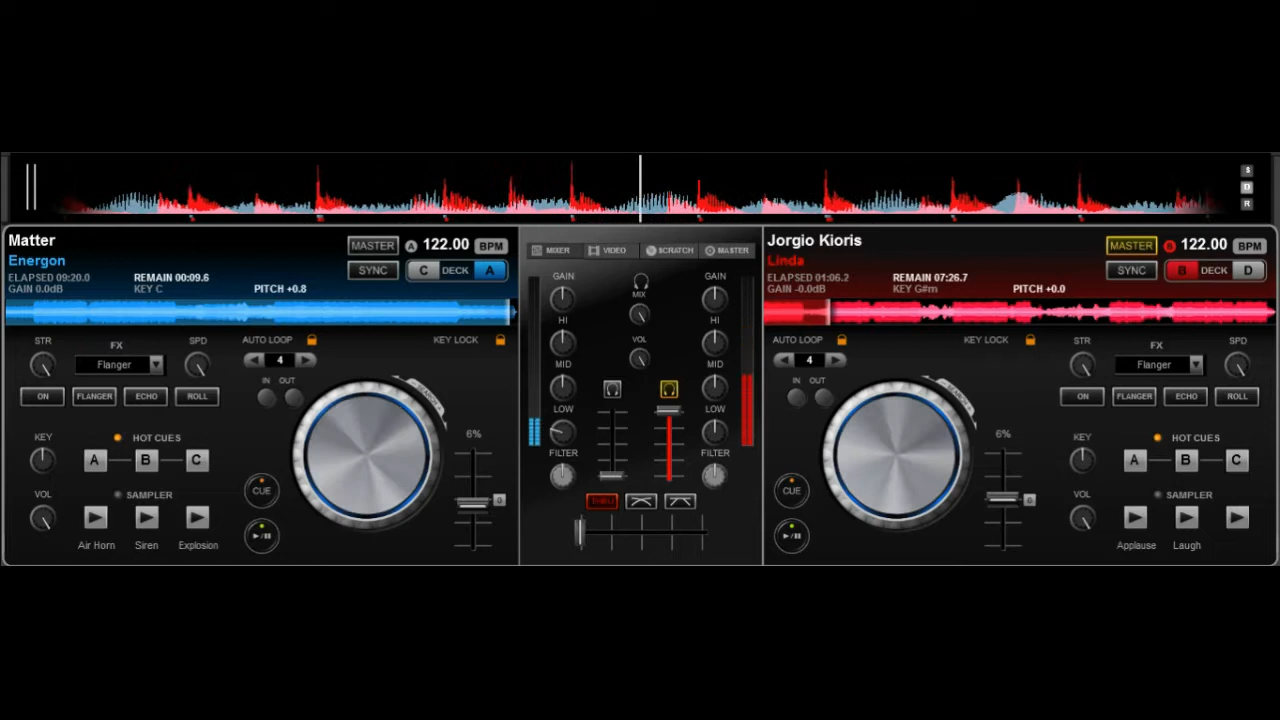 S
D
R
Matter
MASTER A 122.00 BPM
Energon
SYNC C DECK A
ELAPSED 09:20.0 REMAIN 00:09.6
GAIN 0.0dB KEY C PITCH +0.8
MIXER VIDEO SCRATCH MASTER
Jorgio Kioris
MASTER B 122.00 BPM
Linda
SYNC B DECK D
ELAPSED 01:06.2 REMAIN 07:26.7
GAIN -0.0dB KEY G#m PITCH +0.0
STR FX SPD AUTO LOOP KEY LOCK
Flanger 4
IN OUT
ON FLANGER ECHO ROLL
SEARCH
6%
KEY HOT CUES
A B C
VOL SAMPLER
CUE
0
Air Horn Siren Explosion
GAIN GAIN
MIX
HI HI
VOL
MID MID
LOW LOW
FILTER FILTER
THRU
AUTO LOOP KEY LOCK STR FX SPD
4 Flanger
IN OUT
ON FLANGER ECHO ROLL
SEARCH
6%
KEY HOT CUES
A B C
VOL SAMPLER
CUE
0
Applause Laugh